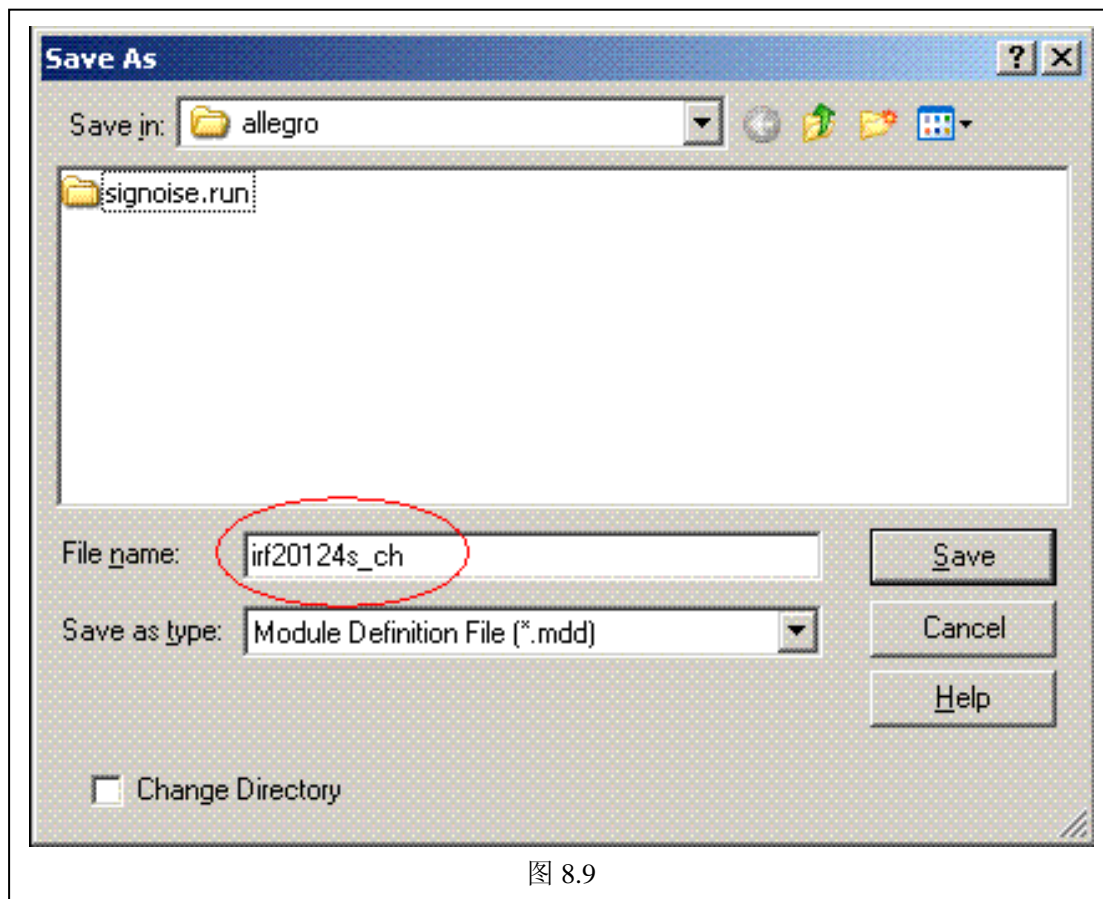 Save As
Save in: allegro
signoise.run
File name: irf20124s_ch
Save
Save as type: Module Definition File (*.mdd)
Cancel
Help
Change Directory
图 8.9